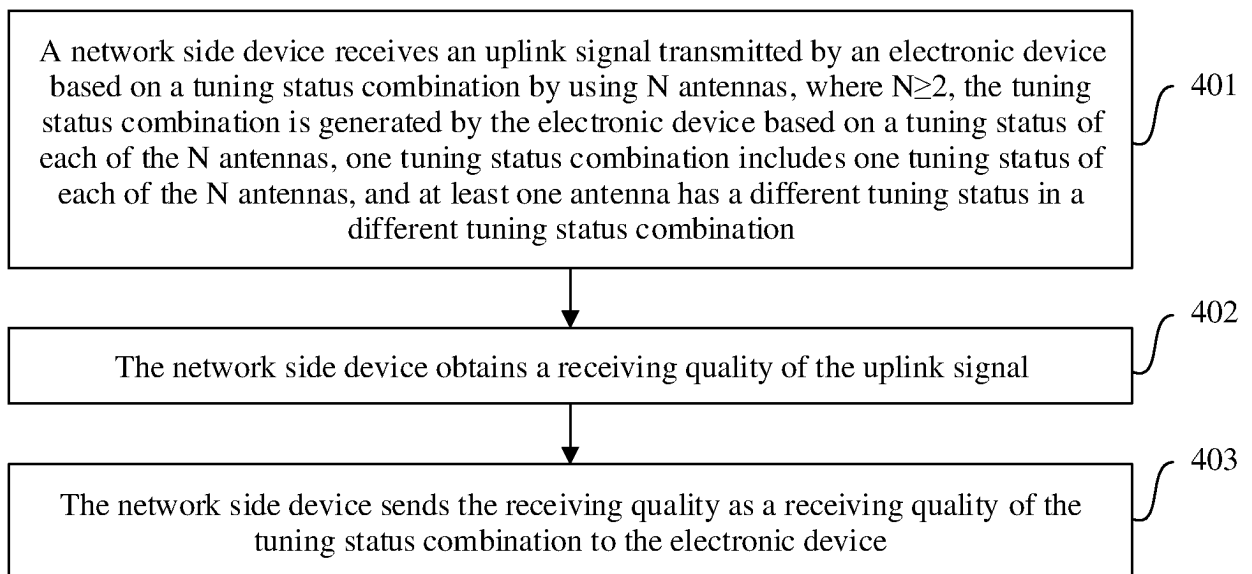 A network side device receives an uplink signal transmitted by an electronic device
based on a tuning status combination by using N antennas, where N≥2, the tuning
status combination is generated by the electronic device based on a tuning status of
each of the N antennas, one tuning status combination includes one tuning status of
each of the N antennas, and at least one antenna has a different tuning status in a
different tuning status combination
401
The network side device obtains a receiving quality of the uplink signal
402
The network side device sends the receiving quality as a receiving quality of the
tuning status combination to the electronic device
403